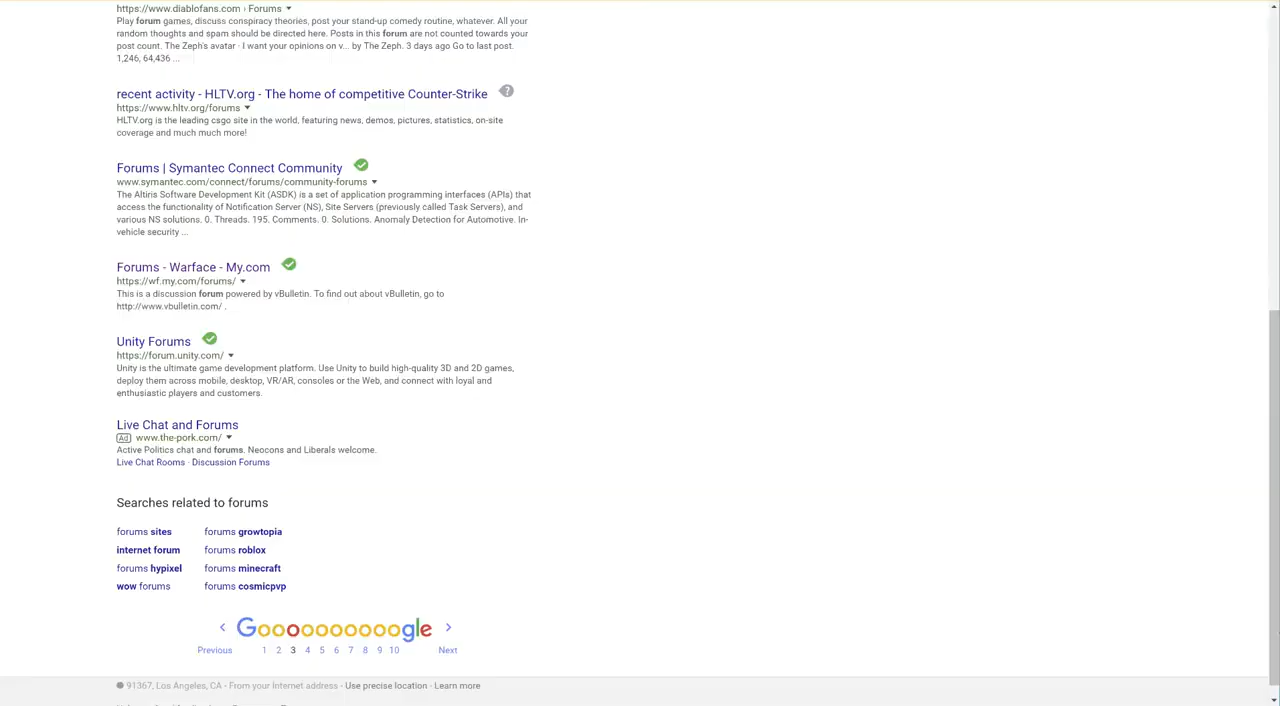 https://www.diablofans.com › Forums
Play forum games, discuss conspiracy theories, post your stand-up comedy routine, whatever. All your
random thoughts and spam should be directed here. Posts in this forum are not counted towards your
post count. The Zeph's avatar · I want your opinions on v... by The Zeph. 3 days ago Go to last post.
1,246, 64,436 ...
recent activity - HLTV.org - The home of competitive Counter-Strike
https://www.hltv.org/forums
HLTV.org is the leading csgo site in the world, featuring news, demos, pictures, statistics, on-site
coverage and much much more!
Forums | Symantec Connect Community
www.symantec.com/connect/forums/community-forums
The Altiris Software Development Kit (ASDK) is a set of application programming interfaces (APIs) that
access the functionality of Notification Server (NS), Site Servers (previously called Task Servers), and
various NS solutions. 0. Threads. 195. Comments. 0. Solutions. Anomaly Detection for Automotive. In-
vehicle security ...
Forums - Warface - My.com
https://wf.my.com/forums/
This is a discussion forum powered by vBulletin. To find out about vBulletin, go to
http://www.vbulletin.com/ .
Unity Forums
https://forum.unity.com/
Unity is the ultimate game development platform. Use Unity to build high-quality 3D and 2D games,
deploy them across mobile, desktop, VR/AR, consoles or the Web, and connect with loyal and
enthusiastic players and customers.
Live Chat and Forums
Ad www.the-pork.com/
Active Politics chat and forums. Neocons and Liberals welcome.
Live Chat Rooms · Discussion Forums
Searches related to forums
forums sites forums growtopia
internet forum forums roblox
forums hypixel forums minecraft
wow forums forums cosmicpvp
Goooooooooogle
Previous 1 2 3 4 5 6 7 8 9 10 Next
91367, Los Angeles, CA - From your Internet address - Use precise location - Learn more